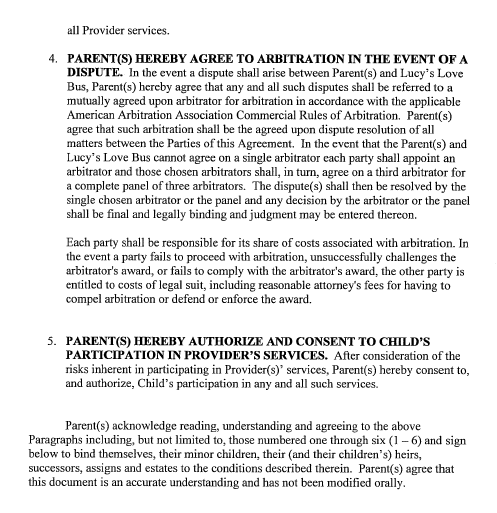 all Provider services.
4. PARENT(S) HEREBY AGREE TO ARBITRATION IN THE EVENT OF A
DISPUTE. In the event a dispute shall arise between Parent(s) and Lucy's Love
Bus, Parent(s) hereby agree that any and all such disputes shall be referred to a
mutually agreed upon arbitrator for arbitration in accordance with the applicable
American Arbitration Association Commercial Rules of Arbitration. Parent(s)
agree that such arbitration shall be the agreed upon dispute resolution of all
matters between the Parties of this Agreement. In the event that the Parent(s) and
Lucy's Love Bus cannot agree on a single arbitrator each party shall appoint an
arbitrator and those chosen arbitrators shall, in turn, agree on a third arbitrator for
a complete panel of three arbitrators. The dispute(s) shall then be resolved by the
single chosen arbitrator or the panel and any decision by the arbitrator or the panel
shall be final and legally binding and judgment may be entered thereon.
Each party shall be responsible for its share of costs associated with arbitration. In
the event a party fails to proceed with arbitration, unsuccessfully challenges the
arbitrator's award, or fails to comply with the arbitrator's award, the other party is
entitled to costs of legal suit, including reasonable attorney's fees for having to
compel arbitration or defend or enforce the award.
5. PARENT(S) HEREBY AUTHORIZE AND CONSENT TO CHILD'S
PARTICIPATION IN PROVIDER'S SERVICES. After consideration of the
risks inherent in participating in Provider(s)' services, Parent(s) hereby consent to,
and authorize, Child's participation in any and all such services.
Parent(s) acknowledge reading, understanding and agreeing to the above
Paragraphs including, but not limited to, those numbered one through six (1 – 6) and sign
below to bind themselves, their minor children, their (and their children's) heirs,
successors, assigns and estates to the conditions described therein. Parent(s) agree that
this document is an accurate understanding and has not been modified orally.